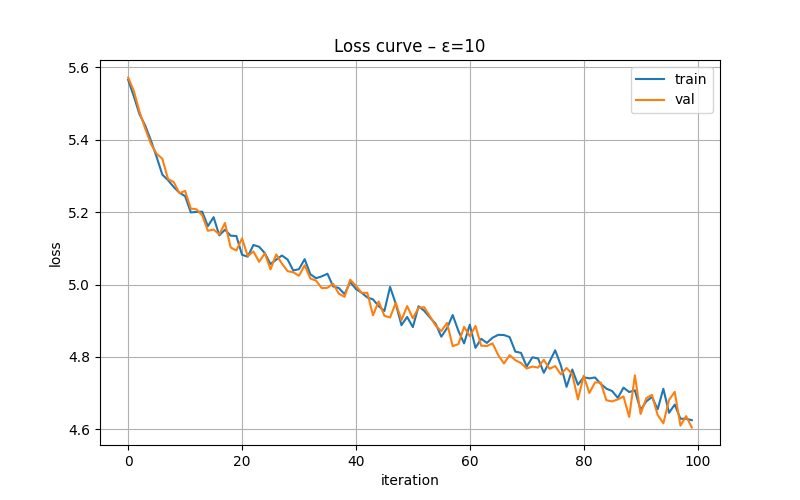 Loss curve – ε=10
train
val
5.6
5.4
5.2
5.0
4.8
4.6
loss
0 20 40 60 80 100
iteration